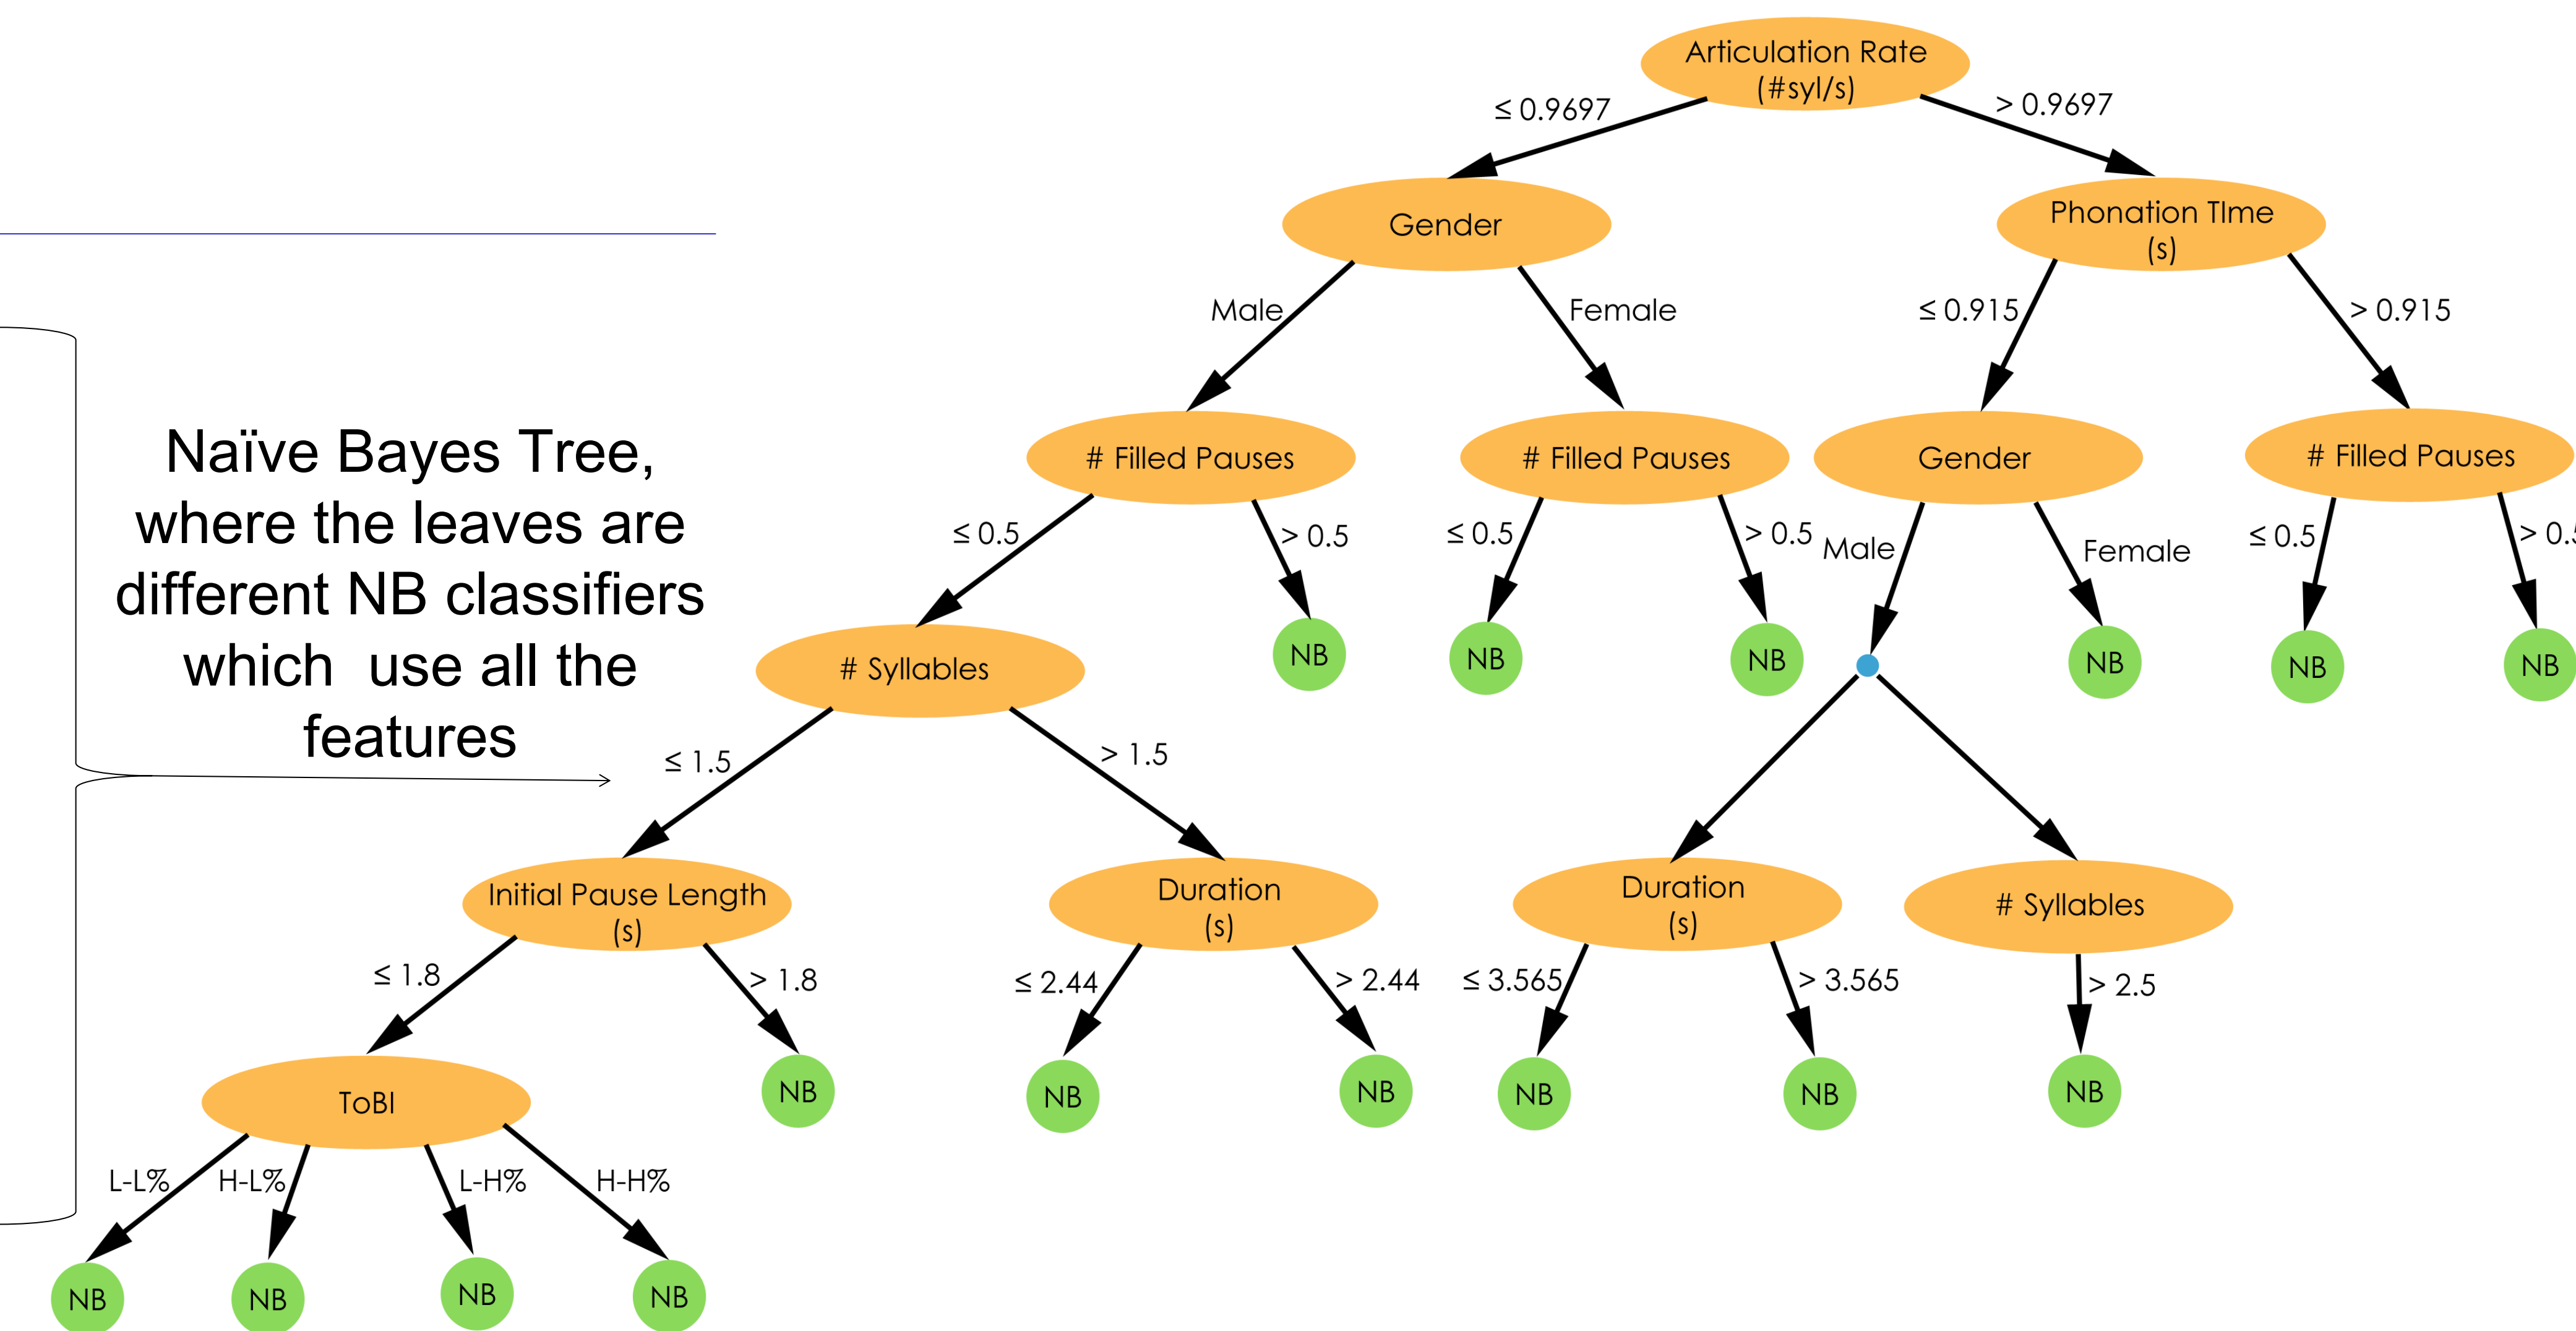 Articulation Rate
(#syl/s)
≤ 0.9697
> 0.9697
Gender
Phonation TIme
(s)
Male
Female
≤ 0.915
> 0.915
Naïve Bayes Tree,
where the leaves are
different NB classifiers
which use all the
features
# Filled Pauses
# Filled Pauses
Gender
# Filled Pauses
≤ 0.5
> 0.5
≤ 0.5
> 0.5
Male
Female
≤ 0.5
> 0.5
# Syllables
NB
NB
NB
NB
NB
NB
≤ 1.5
> 1.5
Initial Pause Length
(s)
Duration
(s)
Duration
(s)
# Syllables
≤ 1.8
> 1.8
≤ 2.44
> 2.44
≤ 3.565
> 3.565
> 2.5
ToBI
NB
NB
NB
NB
NB
NB
L-L%
H-L%
L-H%
H-H%
NB
NB
NB
NB